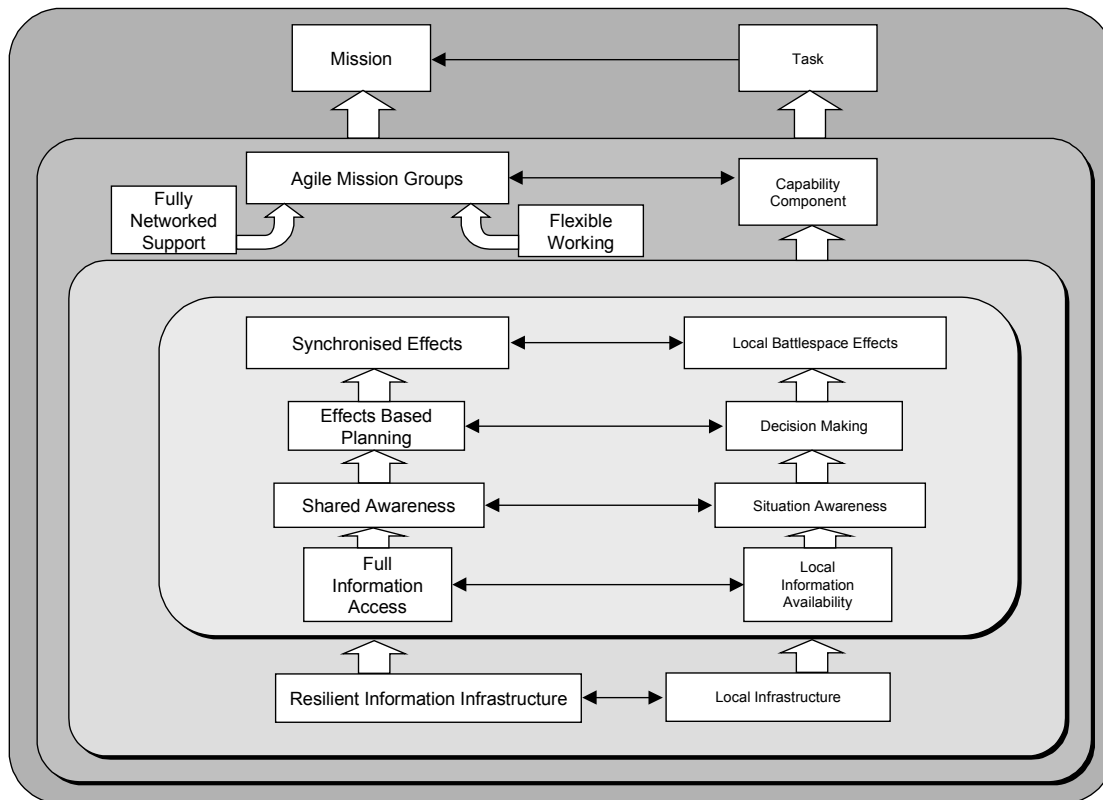 Mission
Task
Agile Mission Groups
Capability
Component
Fully
Networked
Support
Flexible
Working
Synchronised Effects
Local Battlespace Effects
Effects Based
Planning
Decision Making
Shared Awareness
Situation Awareness
Full
Information
Access
Local
Information
Availability
Resilient Information Infrastructure
Local Infrastructure